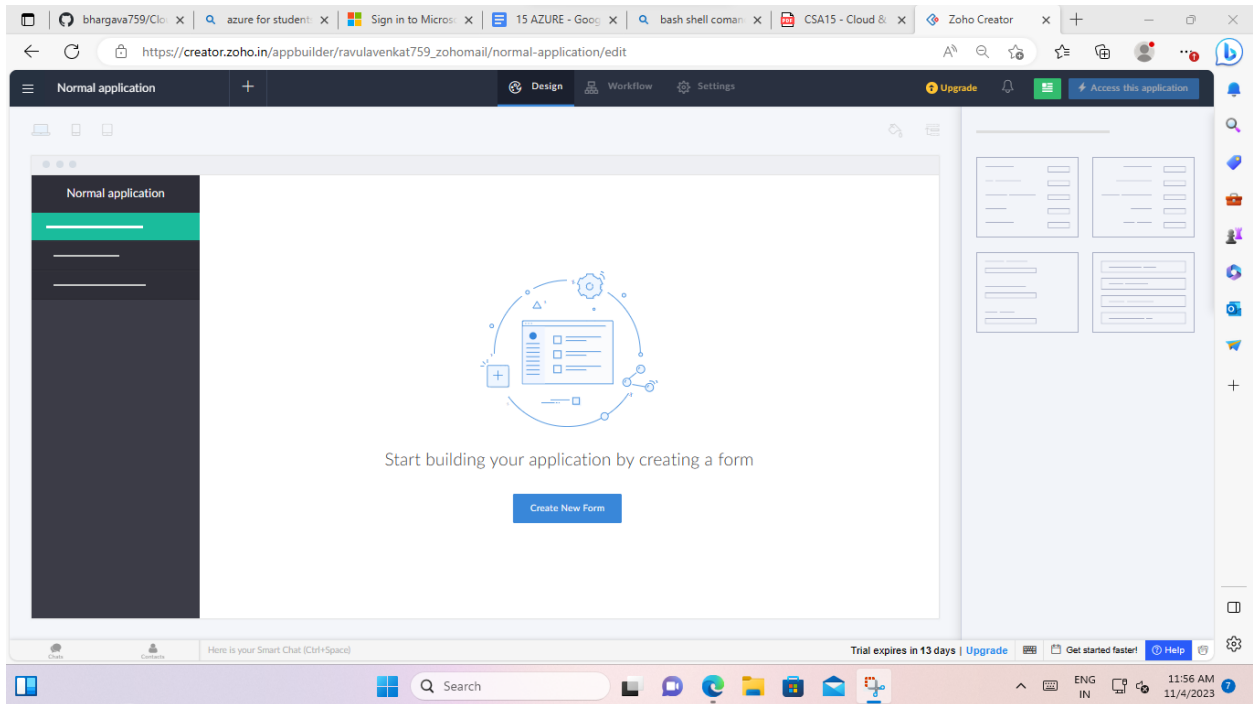 bhargava759/Clo
azure for student
Sign in to Micros
15 AZURE - Goog
bash shell coman
CSA15 - Cloud &
Zoho Creator
https://creator.zoho.in/appbuilder/ravulavenkat759_zohomail/normal-application/edit
Normal application
Design
Workflow
Settings
Upgrade
Access this application
Normal application
Start building your application by creating a form
Create New Form
Chats
Contacts
Here is your Smart Chat (Ctrl+Space)
Trial expires in 13 days | Upgrade
Get started faster!
Help
Search
ENG
IN
11:56 AM
11/4/2023
7